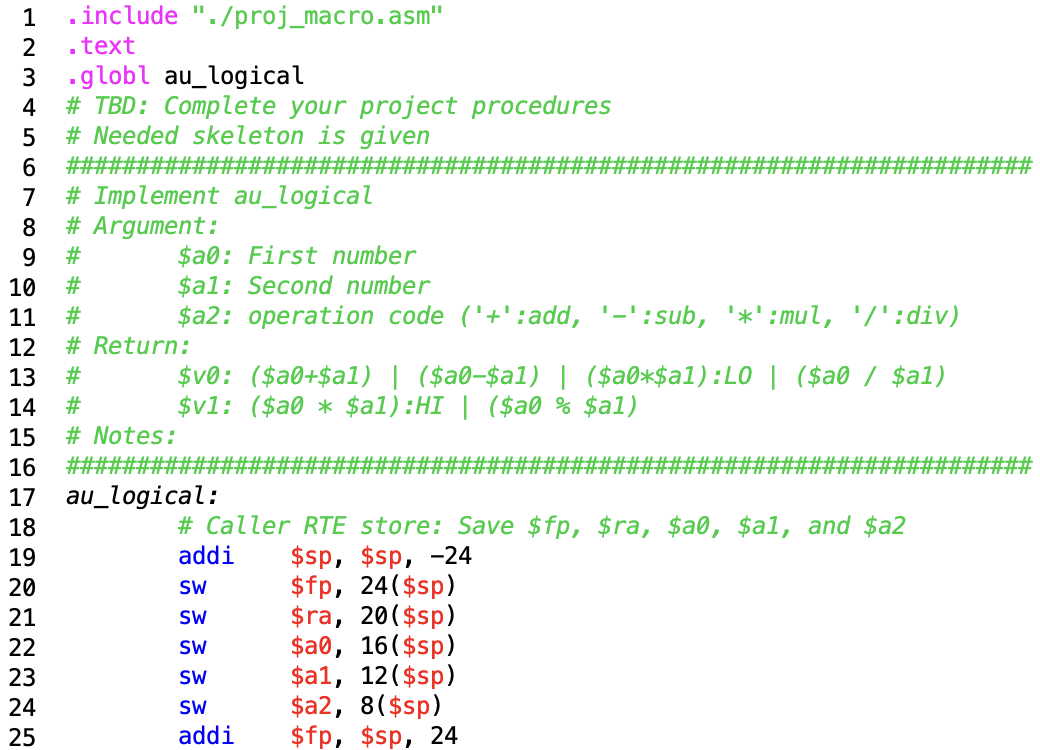 1 .include "./proj_macro.asm"
2 .text
3 .globl au_logical
4 # TBD: Complete your project procedures
5 # Needed skeleton is given
6 #####################################################################
7 # Implement au_logical
8 # Argument:
9 # $a0: First number
10 # $a1: Second number
11 # $a2: operation code ('+':add, '-':sub, '*':mul, '/':div)
12 # Return:
13 # $v0: ($a0+$a1) | ($a0-$a1) | ($a0*$a1):LO | ($a0 / $a1)
14 # $v1: ($a0 * $a1):HI | ($a0 % $a1)
15 # Notes:
16 #####################################################################
17 au_logical:
18 # Caller RTE store: Save $fp, $ra, $a0, $a1, and $a2
19 addi $sp, $sp, -24
20 sw $fp, 24($sp)
21 sw $ra, 20($sp)
22 sw $a0, 16($sp)
23 sw $a1, 12($sp)
24 sw $a2, 8($sp)
25 addi $fp, $sp, 24